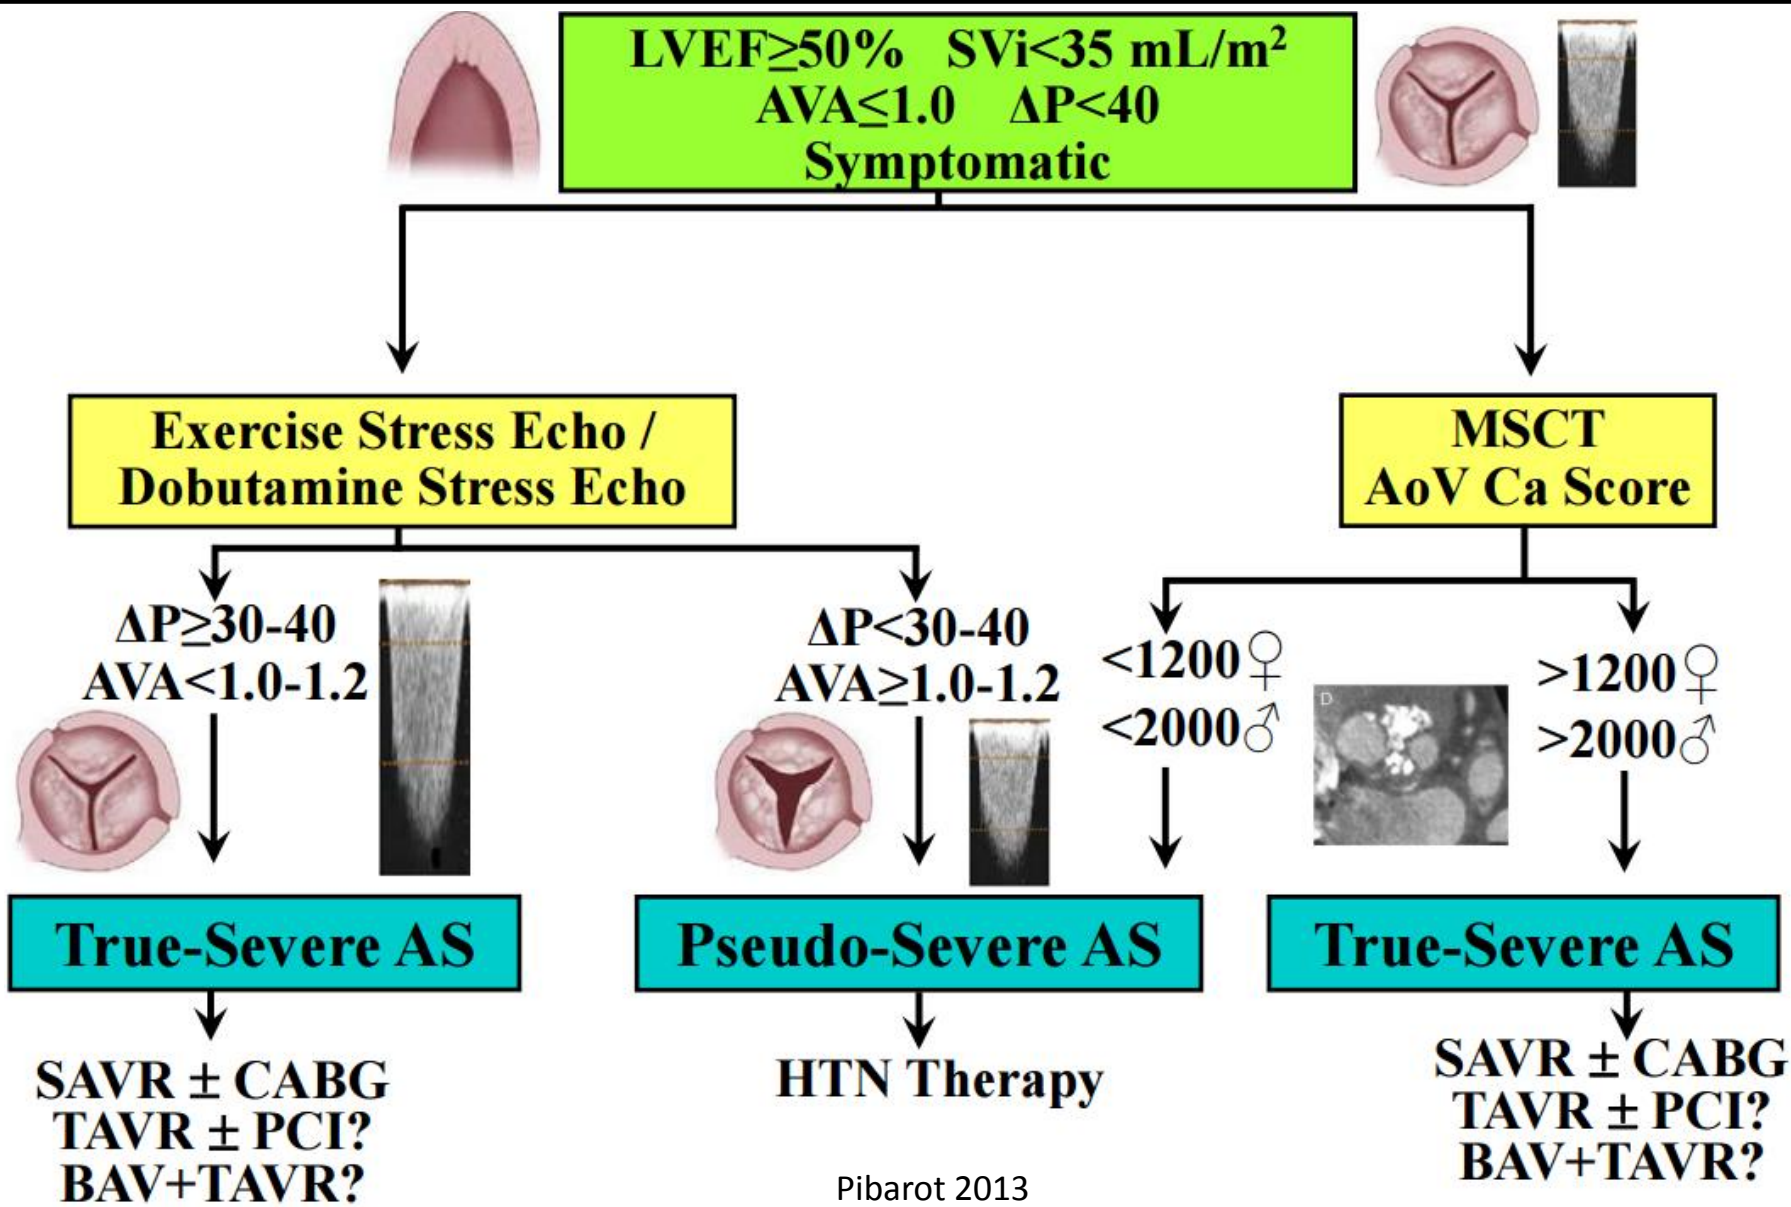 LVEF≥50% SVi<35 mL/m²
AVA≤1.0 ΔP<40
Symptomatic
Exercise Stress Echo /
Dobutamine Stress Echo
MSCT
AoV Ca Score
ΔP≥30-40
AVA<1.0-1.2
ΔP<30-40
AVA≥1.0-1.2
<1200♀
<2000♂
D
>1200♀
>2000♂
True-Severe AS
Pseudo-Severe AS
True-Severe AS
SAVR ± CABG
TAVR ± PCI?
BAV+TAVR?
HTN Therapy
SAVR ± CABG
TAVR ± PCI?
BAV+TAVR?
Pibarot 2013